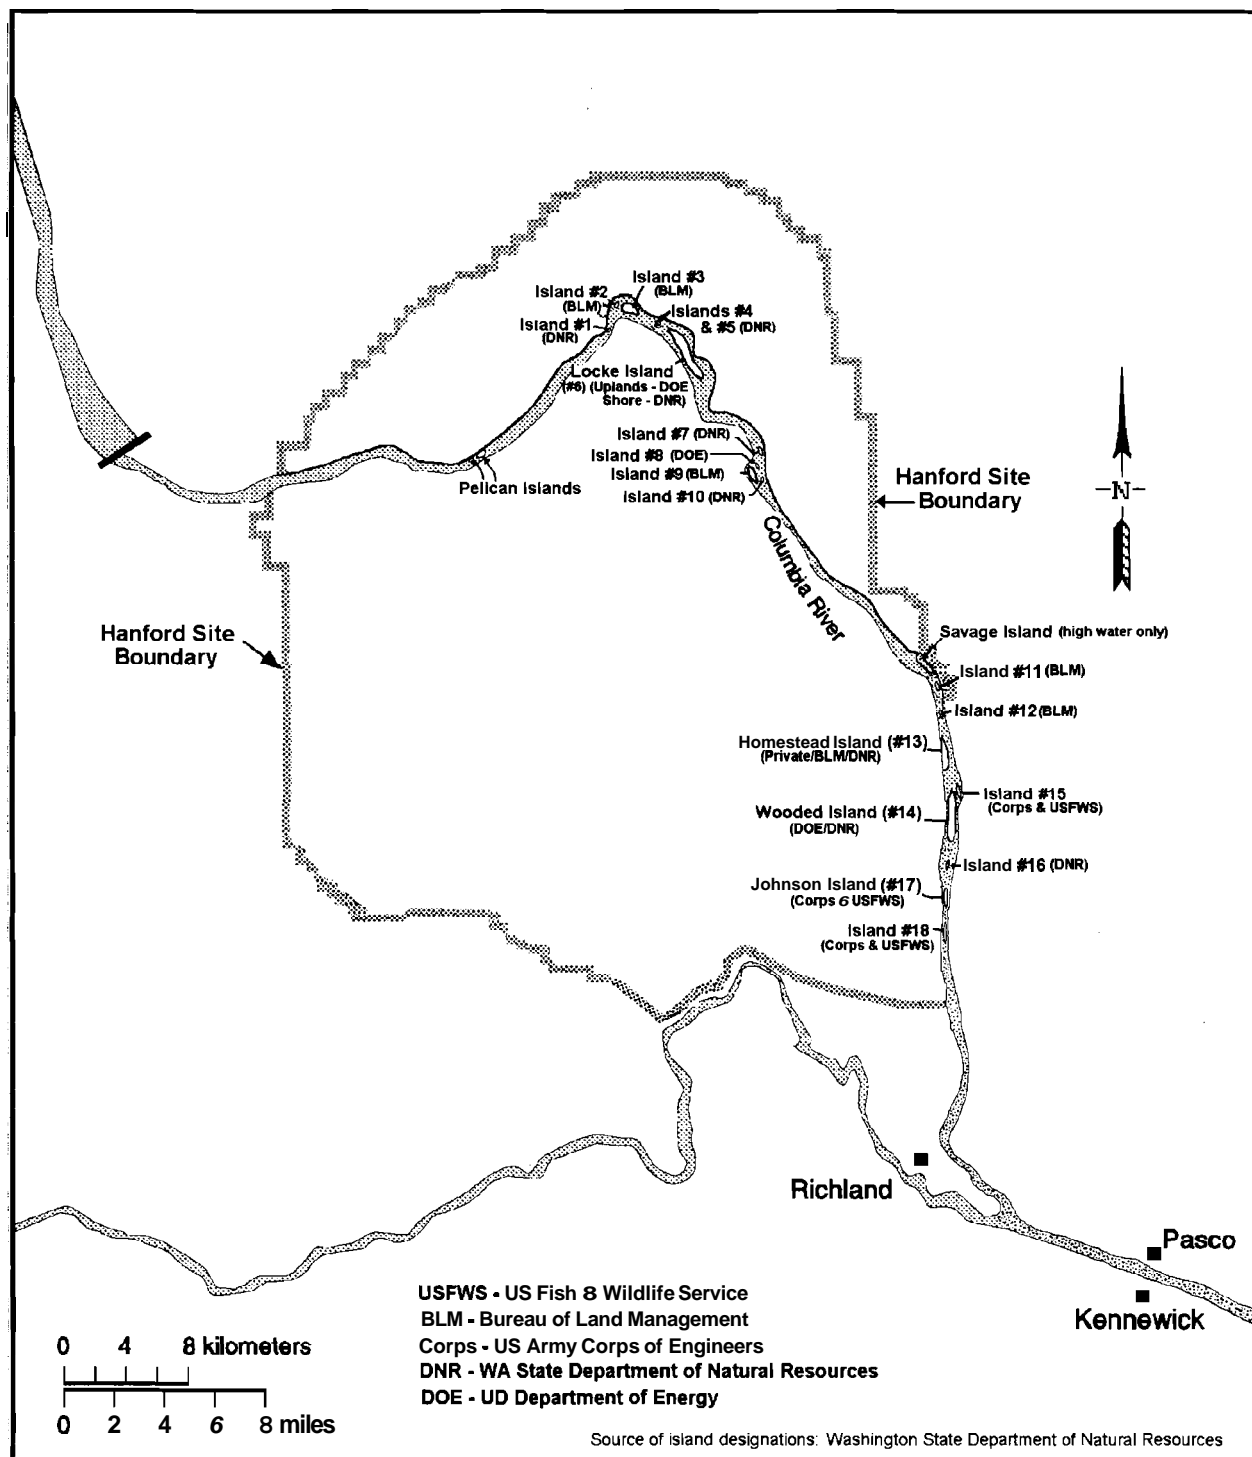 Island #3
(BLM)
Island #2
(BLM)
Islands #4
& #5 (DNR)
Island #1
(DNR)
Locke Island
(#6) (Uplands - DOE
Shore - DNR)
Island #7 (DNR)
Island #8 (DOE)
Island #9 (BLM)
Island #10 (DNR)
Pelican Islands
Hanford Site
Boundary
N
Columbia River
Hanford Site
Boundary
Savage Island (high water only)
Island #11 (BLM)
Island #12 (BLM)
Homestead Island (#13)
(Private/BLM/DNR)
Island #15
(Corps & USFWS)
Wooded Island (#14)
(DOE/DNR)
Island #16 (DNR)
Johnson Island (#17)
(Corps 6 USFWS)
Island #18
(Corps & USFWS)
Richland
Pasco
Kennewick
USFWS - US Fish 8 Wildlife Service
BLM - Bureau of Land Management
Corps - US Army Corps of Engineers
DNR - WA State Department of Natural Resources
DOE - UD Department of Energy
0 4 8 kilometers
0 2 4 6 8 miles
Source of island designations: Washington State Department of Natural Resources